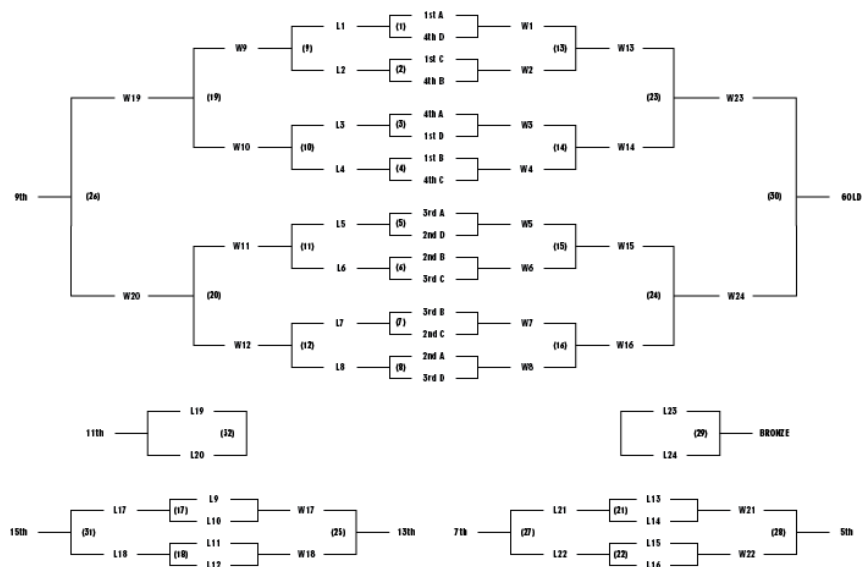 L1 (1) 1st A W1
4th D
W9 (9) (13) W13
L2 (2) 1st C W2
4th B
W19 (19) (23) W23
L3 (3) 4th A W3
1st D
W10 (10) (14) W14
L4 (4) 1st B W4
4th C
9th (26) (30) GOLD
L5 (5) 3rd A W5
2nd D
W11 (11) (15) W15
L6 (6) 2nd B W6
3rd C
W20 (20) (24) W24
L7 (7) 3rd B W7
2nd C
W12 (12) (16) W16
L8 (8) 2nd A W8
3rd D
L19 L23
11th (32) (29) BRONZE
L20 L24
L17 (17) L9 W17 L21 (21) L13 W21
L10 L14
15th (31) (25) 13th 7th (27) (28) 5th
L18 (18) L11 W18 L22 (22) L15 W22
L12 L16